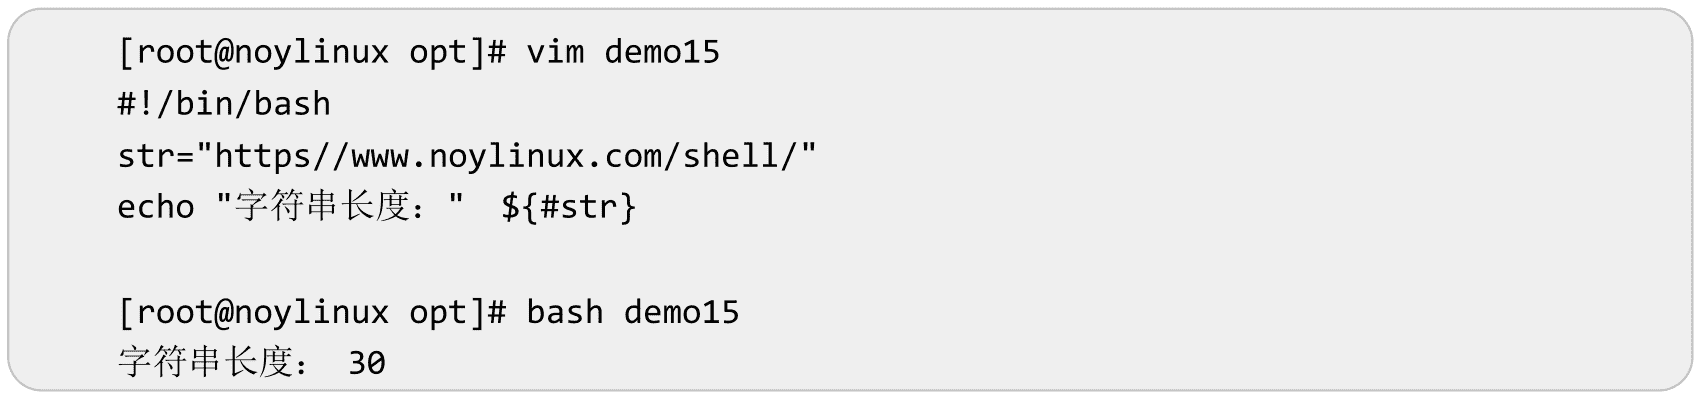 [root@noylinux opt]# vim demo15
#!/bin/bash
str="https//www.noylinux.com/shell/"
echo "字符串长度：" ${#str}
[root@noylinux opt]# bash demo15
字符串长度： 30